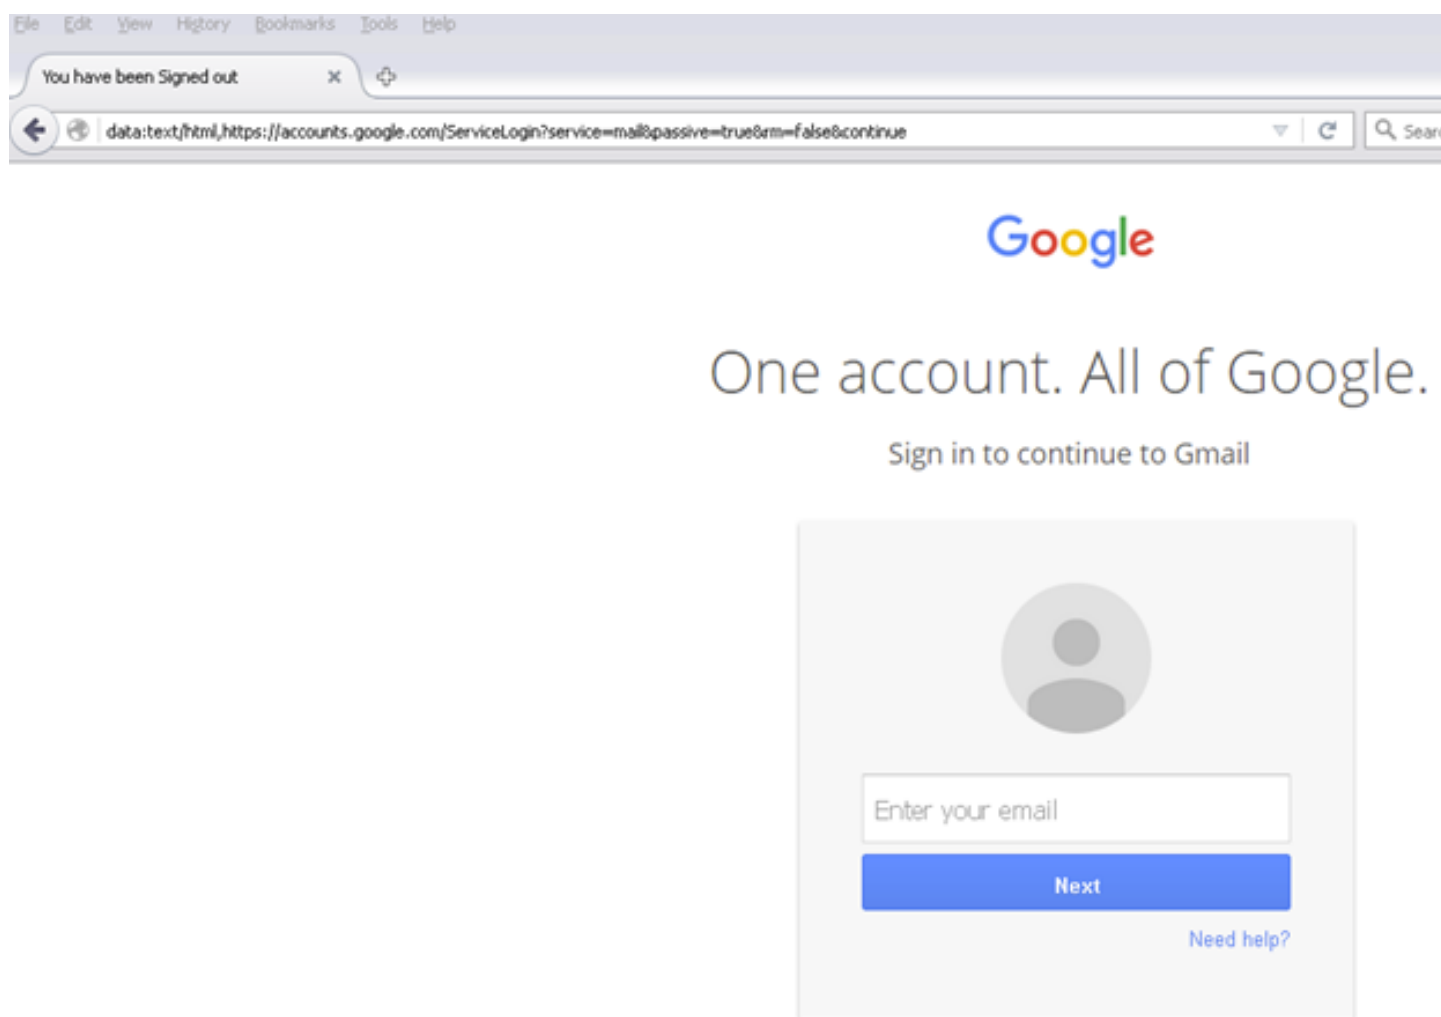 File Edit View History Bookmarks Tools Help
You have been Signed out
data:text/html,https://accounts.google.com/ServiceLogin?service=mail&passive=true&rm=false&continue
Sear
Google
One account. All of Google.
Sign in to continue to Gmail
Enter your email
Next
Need help?